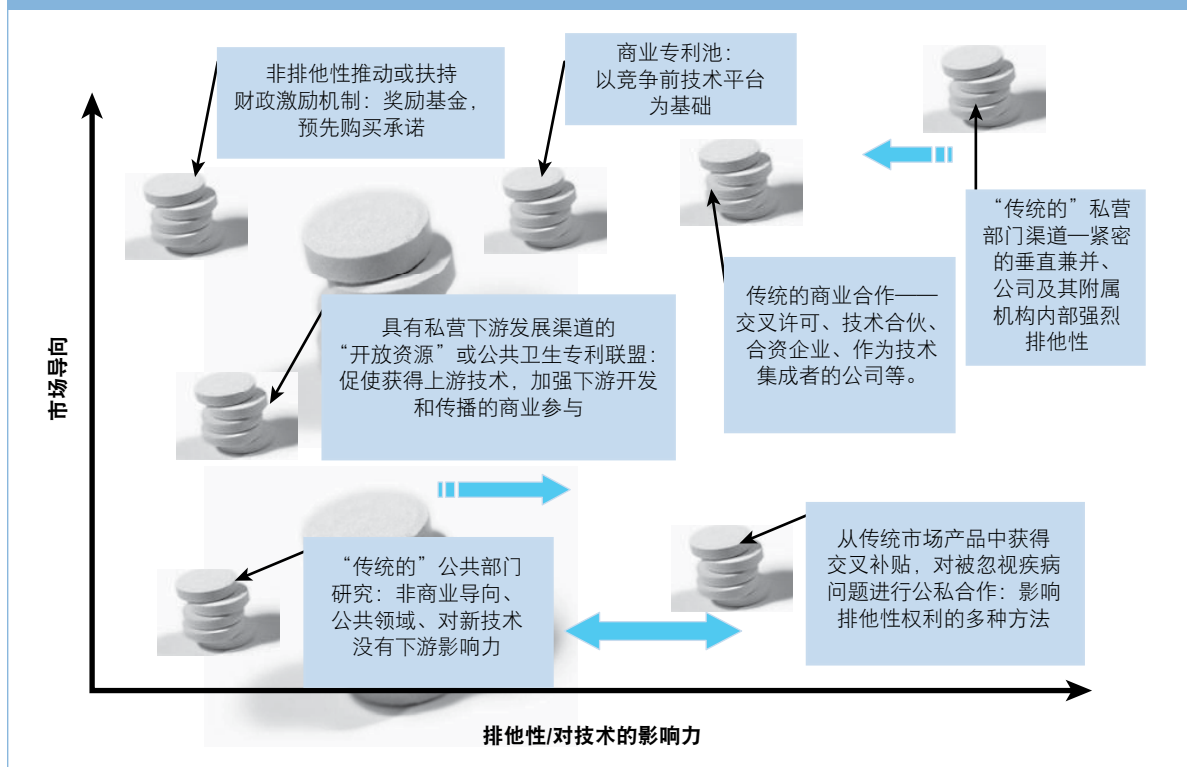 非排他性推动或扶持
财政激励机制：奖励基金，
预先购买承诺
商业专利池：
以竞争前技术平台
为基础
“传统的”私营
部门渠道—紧密
的垂直兼并、
公司及其附属
机构内部强烈
排他性
传统的商业合作——
交叉许可、技术合伙、
合资企业、作为技术
集成者的公司等。
具有私营下游发展渠道的
“开放资源”或公共卫生专利联盟：
促使获得上游技术，加强下游开发
和传播的商业参与
市场导向
“传统的”公共部门
研究：非商业导向、
公共领域、对新技术
没有下游影响力
从传统市场产品中获得
交叉补贴，对被忽视疾病
问题进行公私合作：影响
排他性权利的多种方法
排他性/对技术的影响力